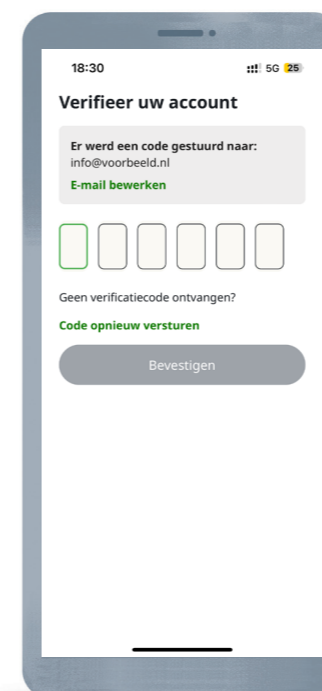 18:30 5G 25
Verifieer uw account
Er werd een code gestuurd naar:
info@voorbeeld.nl
E-mail bewerken
Geen verificatiecode ontvangen?
Code opnieuw versturen
Bevestigen